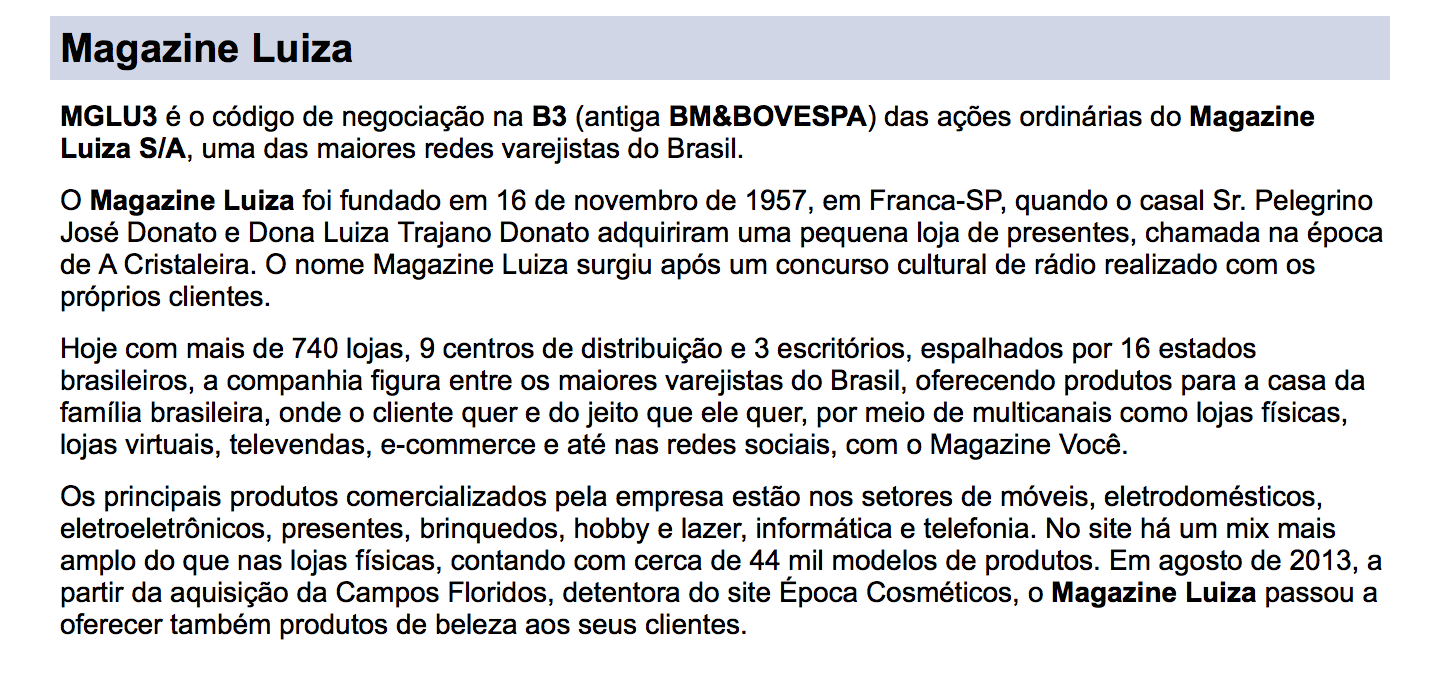 Magazine Luiza
MGLU3 é o código de negociação na B3 (antiga BM&BOVESPA) das ações ordinárias do Magazine
Luiza S/A, uma das maiores redes varejistas do Brasil.
O Magazine Luiza foi fundado em 16 de novembro de 1957, em Franca-SP, quando o casal Sr. Pelegrino
José Donato e Dona Luiza Trajano Donato adquiriram uma pequena loja de presentes, chamada na época
de A Cristaleira. O nome Magazine Luiza surgiu após um concurso cultural de rádio realizado com os
próprios clientes.
Hoje com mais de 740 lojas, 9 centros de distribuição e 3 escritórios, espalhados por 16 estados
brasileiros, a companhia figura entre os maiores varejistas do Brasil, oferecendo produtos para a casa da
família brasileira, onde o cliente quer e do jeito que ele quer, por meio de multicanais como lojas físicas,
lojas virtuais, televendas, e-commerce e até nas redes sociais, com o Magazine Você.
Os principais produtos comercializados pela empresa estão nos setores de móveis, eletrodomésticos,
eletroeletrônicos, presentes, brinquedos, hobby e lazer, informática e telefonia. No site há um mix mais
amplo do que nas lojas físicas, contando com cerca de 44 mil modelos de produtos. Em agosto de 2013, a
partir da aquisição da Campos Floridos, detentora do site Época Cosméticos, o Magazine Luiza passou a
oferecer também produtos de beleza aos seus clientes.